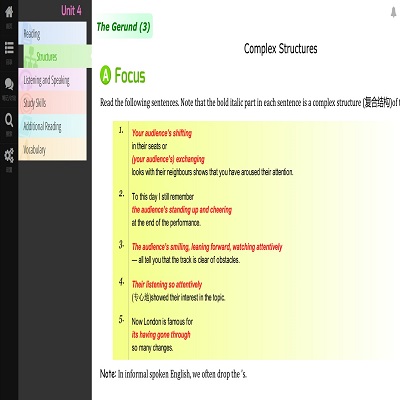 Unit 4
Reading
Structures
Listening and Speaking
Study Skills
Additional Reading
Vocabulary
The Gerund (3)
Complex Structures
A Focus
Read the following sentences. Note that the bold italic part in each sentence is a complex structure (复合结构)of t
1. Your audience's shifting
in their seats or
(your audience's) exchanging
looks with their neighbours shows that you have aroused their attention.
2. To this day I still remember
the audience's standing up and cheering
at the end of the performance.
3. The audience's smiling, leaning forward, watching attentively
— all tell you that the track is clear of obstacles.
4. Their listening so attentively
(专心地)showed their interest in the topic.
5. Now London is famous for
its having gone through
so many changes.
Note: In informal spoken English, we often drop the 's.